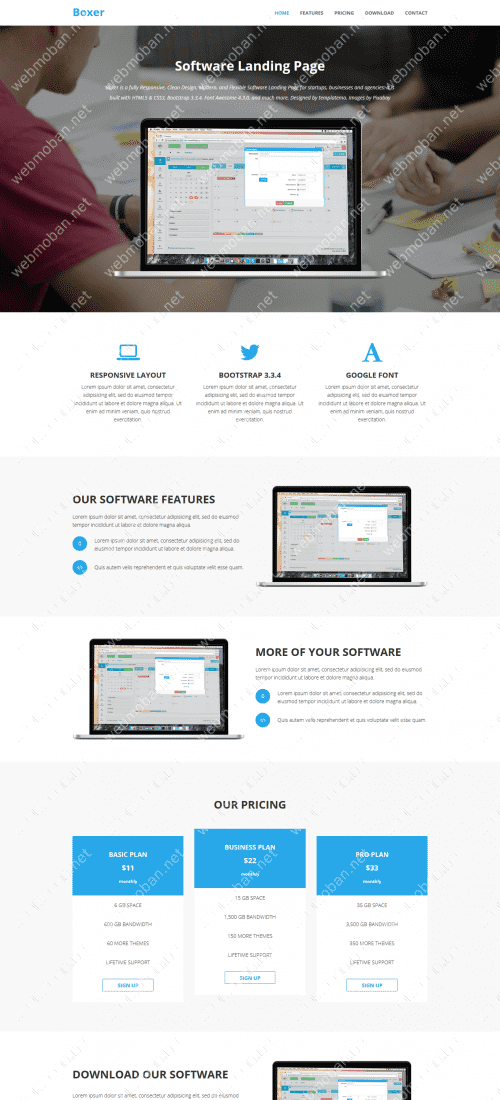 Boxer
HOME FEATURES PRICING DOWNLOAD CONTACT
Software Landing Page
Boxer is a fully Responsive, Clean Design, Modern, and Flexible Software Landing Page for startups, businesses and agencies. It is
built with HTML5 & CSS3, Bootstrap 3.3.4, Font Awesome 4.3.0, and much more. Designed by templatemo. Images by Pixabay
RESPONSIVE LAYOUT
Lorem ipsum dolor sit amet, consectetur
adipiscing elit, sed do eiusmod tempor
incididunt ut labore et dolore magna aliqua. Ut
enim ad minim veniam, quis nostrud
exercitation.
BOOTSTRAP 3.3.4
Lorem ipsum dolor sit amet, consectetur
adipiscing elit, sed do eiusmod tempor
incididunt ut labore et dolore magna aliqua. Ut
enim ad minim veniam, quis nostrud
exercitation.
GOOGLE FONT
Lorem ipsum dolor sit amet, consectetur
adipiscing elit, sed do eiusmod tempor
incididunt ut labore et dolore magna aliqua. Ut
enim ad minim veniam, quis nostrud
exercitation.
OUR SOFTWARE FEATURES
Lorem ipsum dolor sit amet, consectetur adipiscing elit, sed do eiusmod
tempor incididunt ut labore et dolore magna aliqua.
Lorem ipsum dolor sit amet, consectetur adipiscing elit, sed do
eiusmod tempor incididunt ut labore et dolore magna aliqua.
Quis autem velis reprehenderit et quis voluptate velit esse quam.
MORE OF YOUR SOFTWARE
Lorem ipsum dolor sit amet, consectetur adipiscing elit, sed do eiusmod
tempor incididunt ut labore et dolore magna aliqua.
Lorem ipsum dolor sit amet, consectetur adipiscing elit, sed do
eiusmod tempor incididunt ut labore et dolore magna aliqua.
Quis autem velis reprehenderit et quis voluptate velit esse quam.
OUR PRICING
BASIC PLAN
$11
monthly
6 GB SPACE
600 GB BANDWIDTH
60 MORE THEMES
LIFETIME SUPPORT
SIGN UP
BUSINESS PLAN
$22
monthly
15 GB SPACE
1,500 GB BANDWIDTH
150 MORE THEMES
LIFETIME SUPPORT
SIGN UP
PRO PLAN
$33
monthly
35 GB SPACE
3,500 GB BANDWIDTH
350 MORE THEMES
LIFETIME SUPPORT
SIGN UP
DOWNLOAD OUR SOFTWARE
Lorem ipsum dolor sit amet, consectetur adipiscing elit, sed do eiusmod
webmoban.net